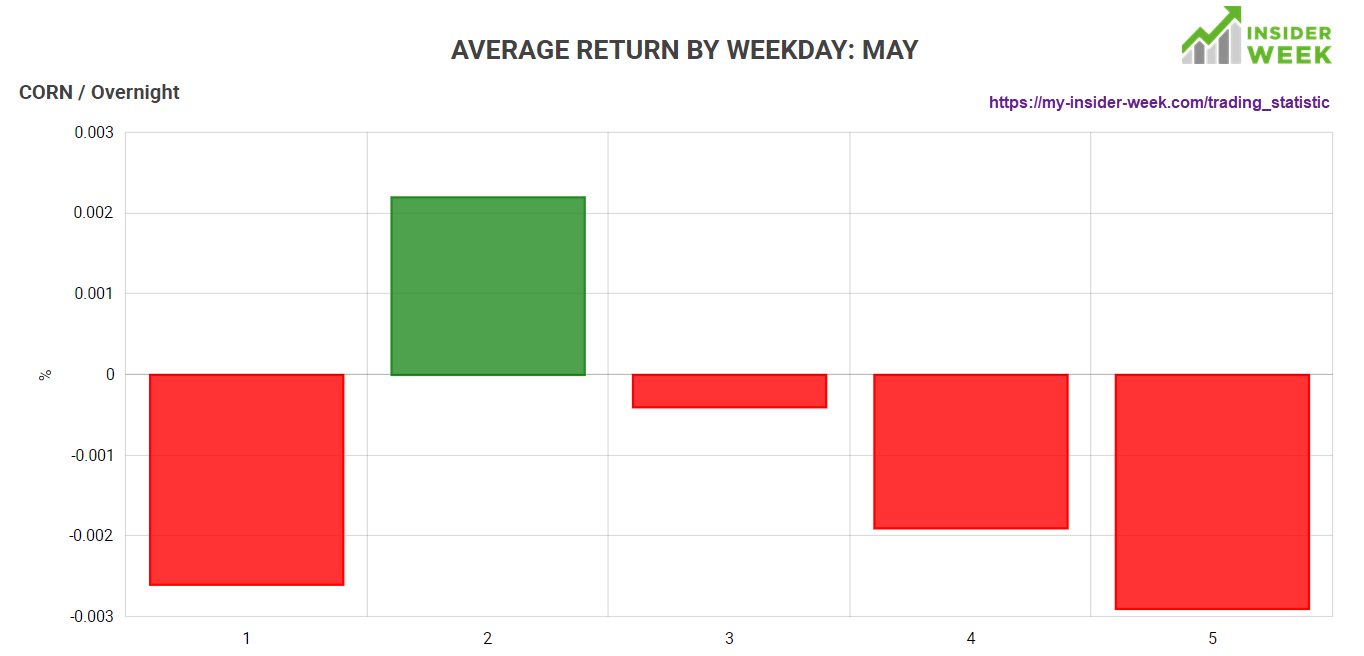 AVERAGE RETURN BY WEEKDAY: MAY
INSIDER
WEEK
CORN / Overnight
https://my-insider-week.com/trading_statistic
0.003
0.002
0.001
0
-0.001
-0.002
-0.003
%
1 2 3 4 5